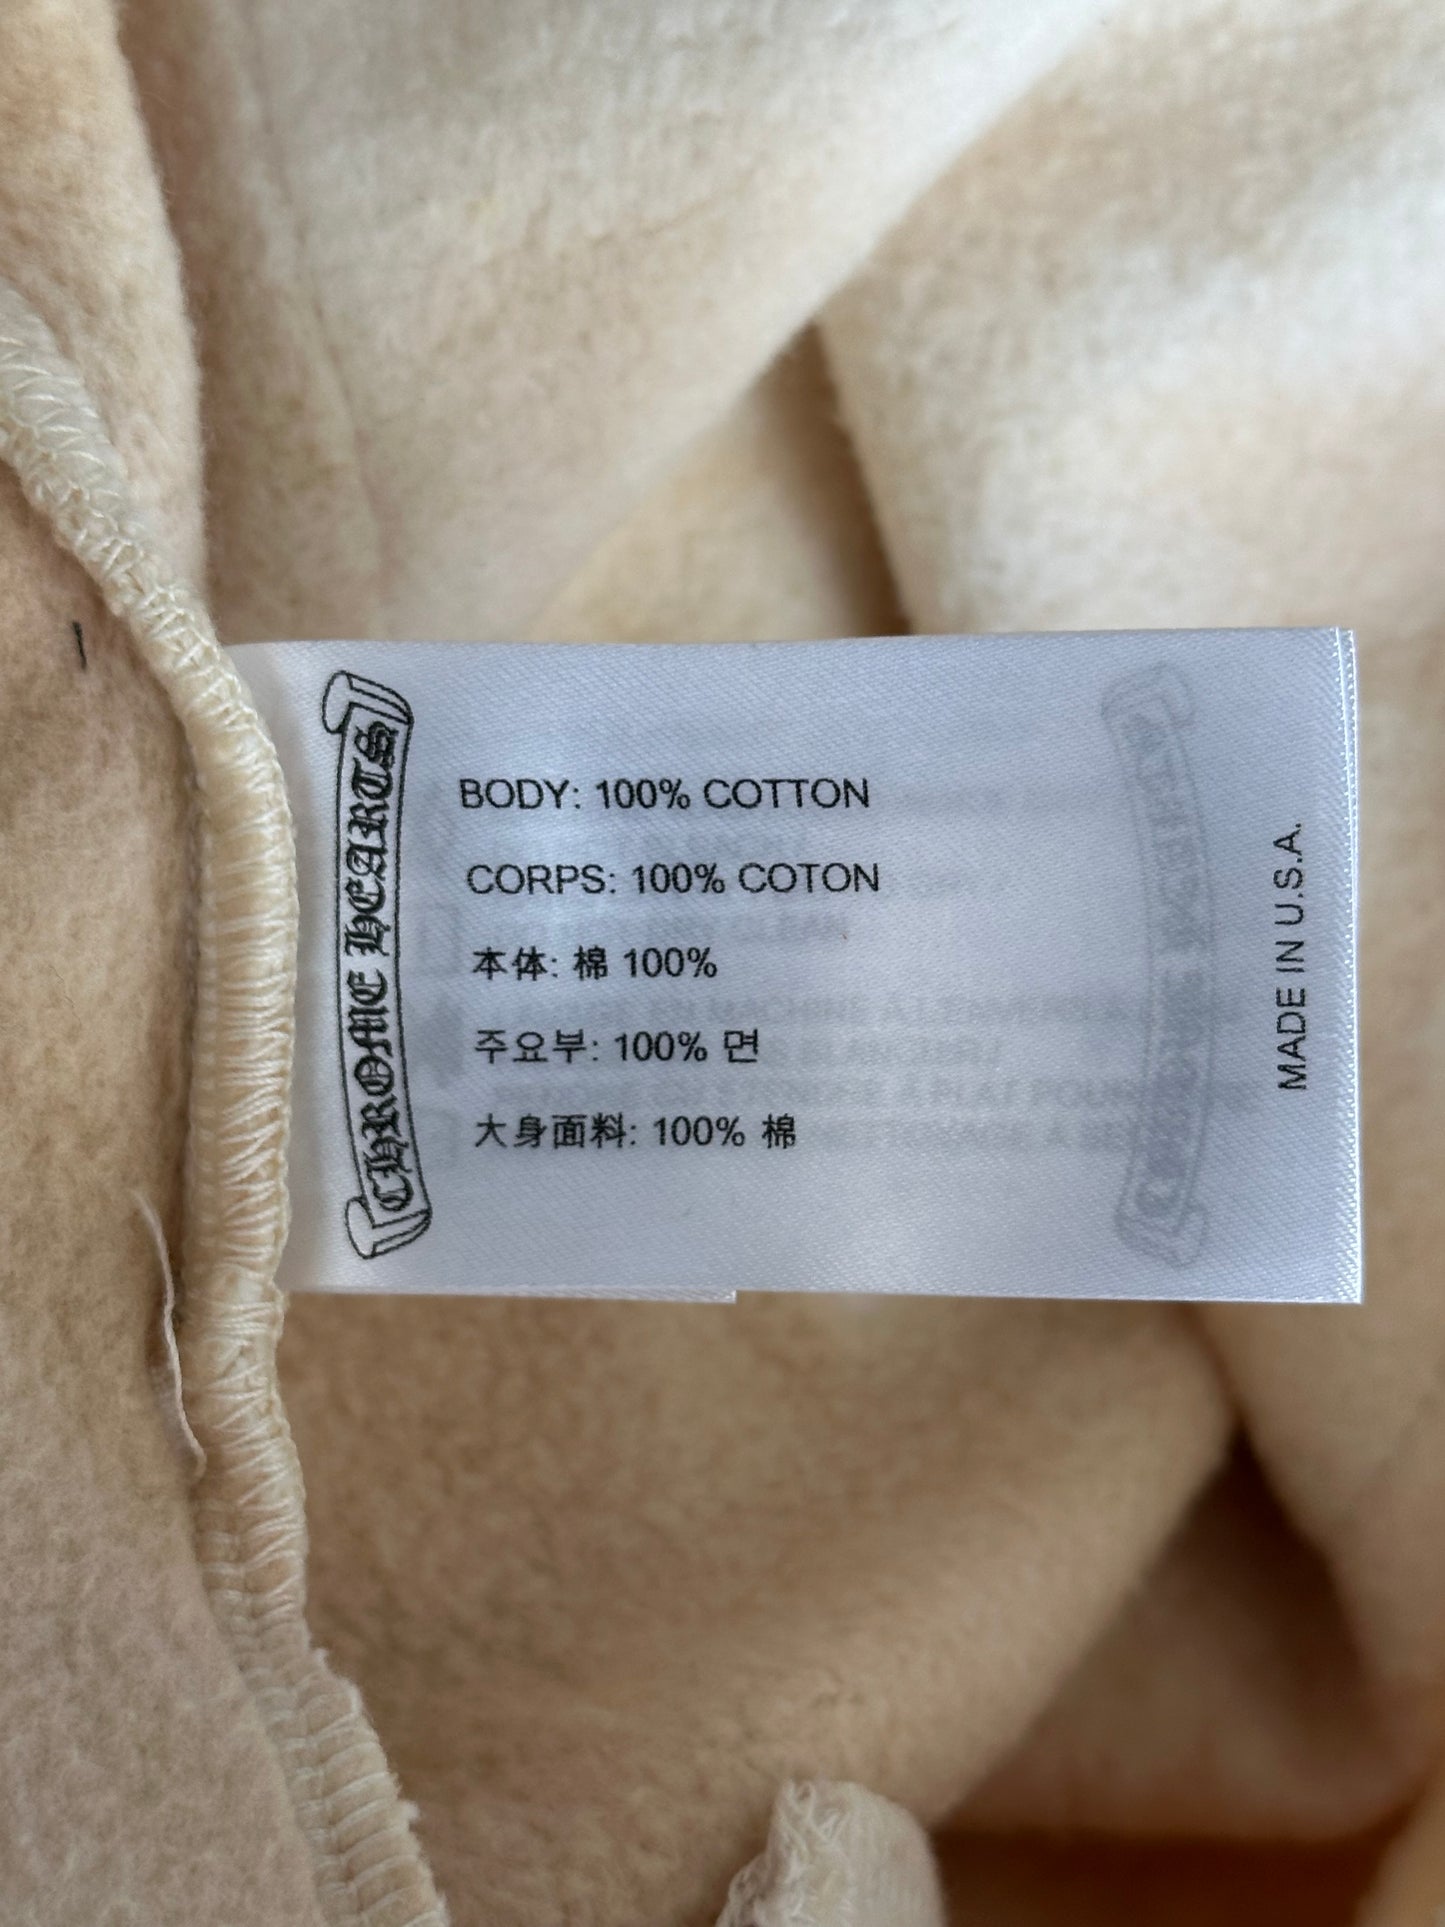 CHROME HEARTS
BODY: 100% COTTON
CORPS: 100% COTON
本体: 棉 100%
주요부: 100% 면
大身面料: 100% 棉
MADE IN U.S.A.